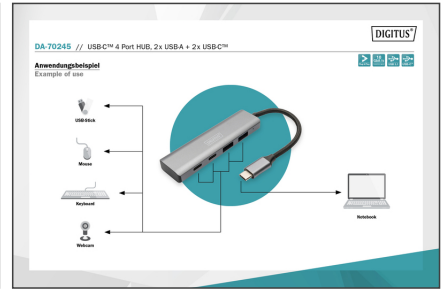 DIGITUS®
DA-70245 // USB-C™ 4 Port HUB, 2x USB-A + 2x USB-C™
Anwendungsbeispiel
Example of use
USB-Stick
Mouse
Keyboard
Webcam
Notebook